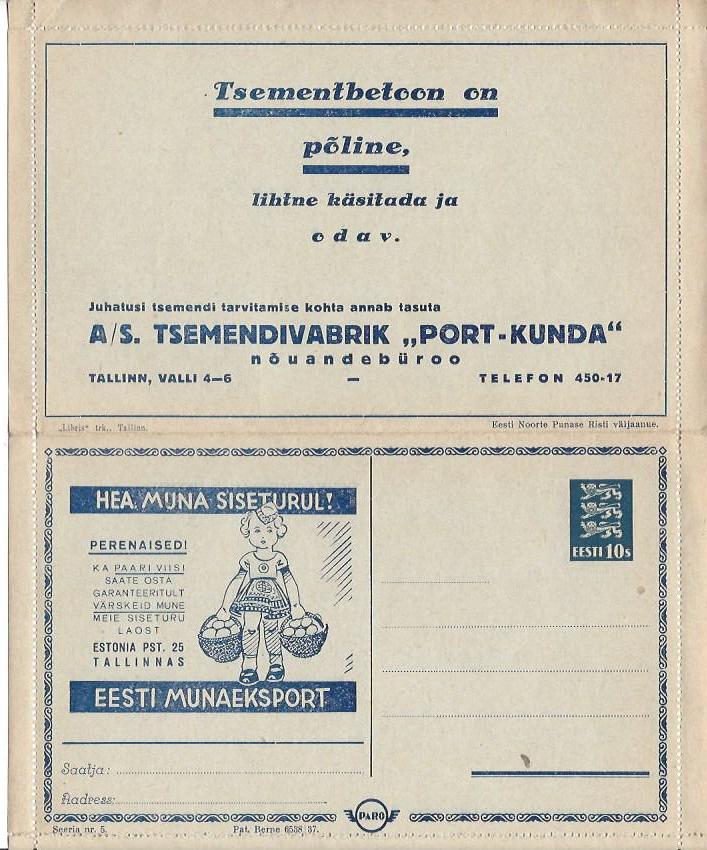 Tsementbetoon on
põline,
lihtne käsitada ja
odav.
Juhatusi tsemendi tarvitamise kohta annab tasuta
A/S. TSEMENDIVABRIK „PORT-KUNDA“
nõuandebüroo
TALLINN, VALLI 4—6 — TELEFON 450-17
„Libris“ trk., Tallinn. Eesti Noorte Punase Risti väljaanne.
HEA MUNA SISETURUL!
PERENAISED!
KA PAARI VIISI
SAATE OSTA
GARANTEERITULT
VÄRSKEID MUNE
MEIE SISETURU
LAOST
ESTONIA PST. 25
TALLINNAS
EESTI MUNAEKSPORT
EESTI 10s
Saatja:
Aadress:
PARO
Seeria nr. 5. Pat. Berne 6538 37.